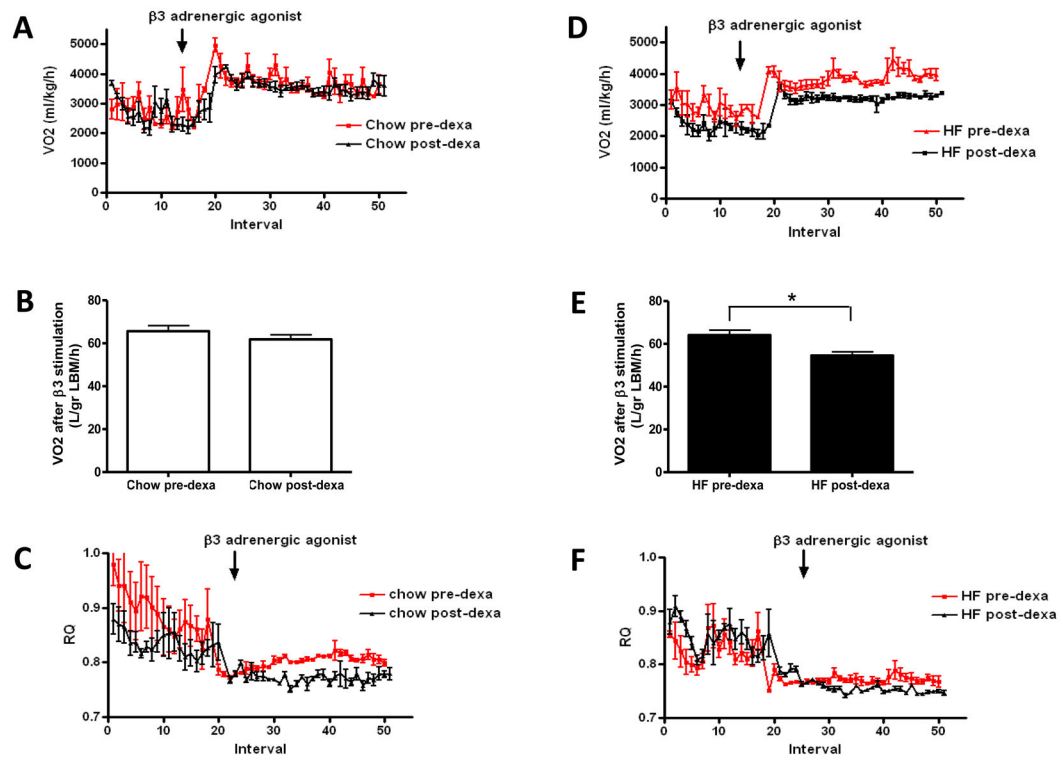 A
β3 adrenergic agonist
5000
4000
3000
2000
1000
0
VO2 (ml/kg/h)
Chow pre-dexa
Chow post-dexa
0 10 20 30 40 50
Interval
B
80
60
40
20
0
VO2 after β3 stimulation
(L/gr LBM/h)
Chow pre-dexa Chow post-dexa
C
β3 adrenergic agonist
1.0
0.9
0.8
0.7
RQ
chow pre-dexa
chow post-dexa
0 10 20 30 40 50
Interval
D
β3 adrenergic agonist
5000
4000
3000
2000
1000
0
VO2 (ml/kg/h)
HF pre-dexa
HF post-dexa
0 10 20 30 40 50
Interval
E
*
80
60
40
20
0
VO2 after β3 stimulation
(L/gr LBM/h)
HF pre-dexa HF post-dexa
F
β3 adrenergic agonist
1.0
0.9
0.8
0.7
RQ
HF pre-dexa
HF post-dexa
0 10 20 30 40 50
Interval